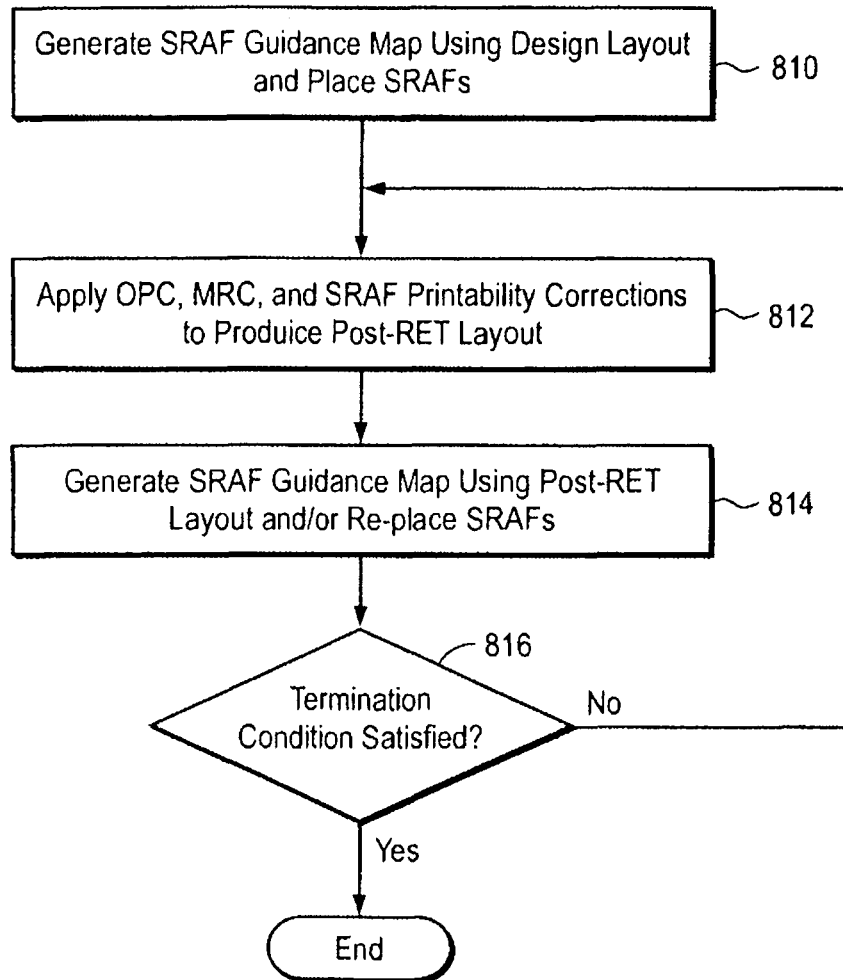 Generate SRAF Guidance Map Using Design Layout
and Place SRAFs
810
Apply OPC, MRC, and SRAF Printability Corrections
to Produice Post-RET Layout
812
Generate SRAF Guidance Map Using Post-RET
Layout and/or Re-place SRAFs
814
816
Termination
Condition Satisfied?
No
Yes
End